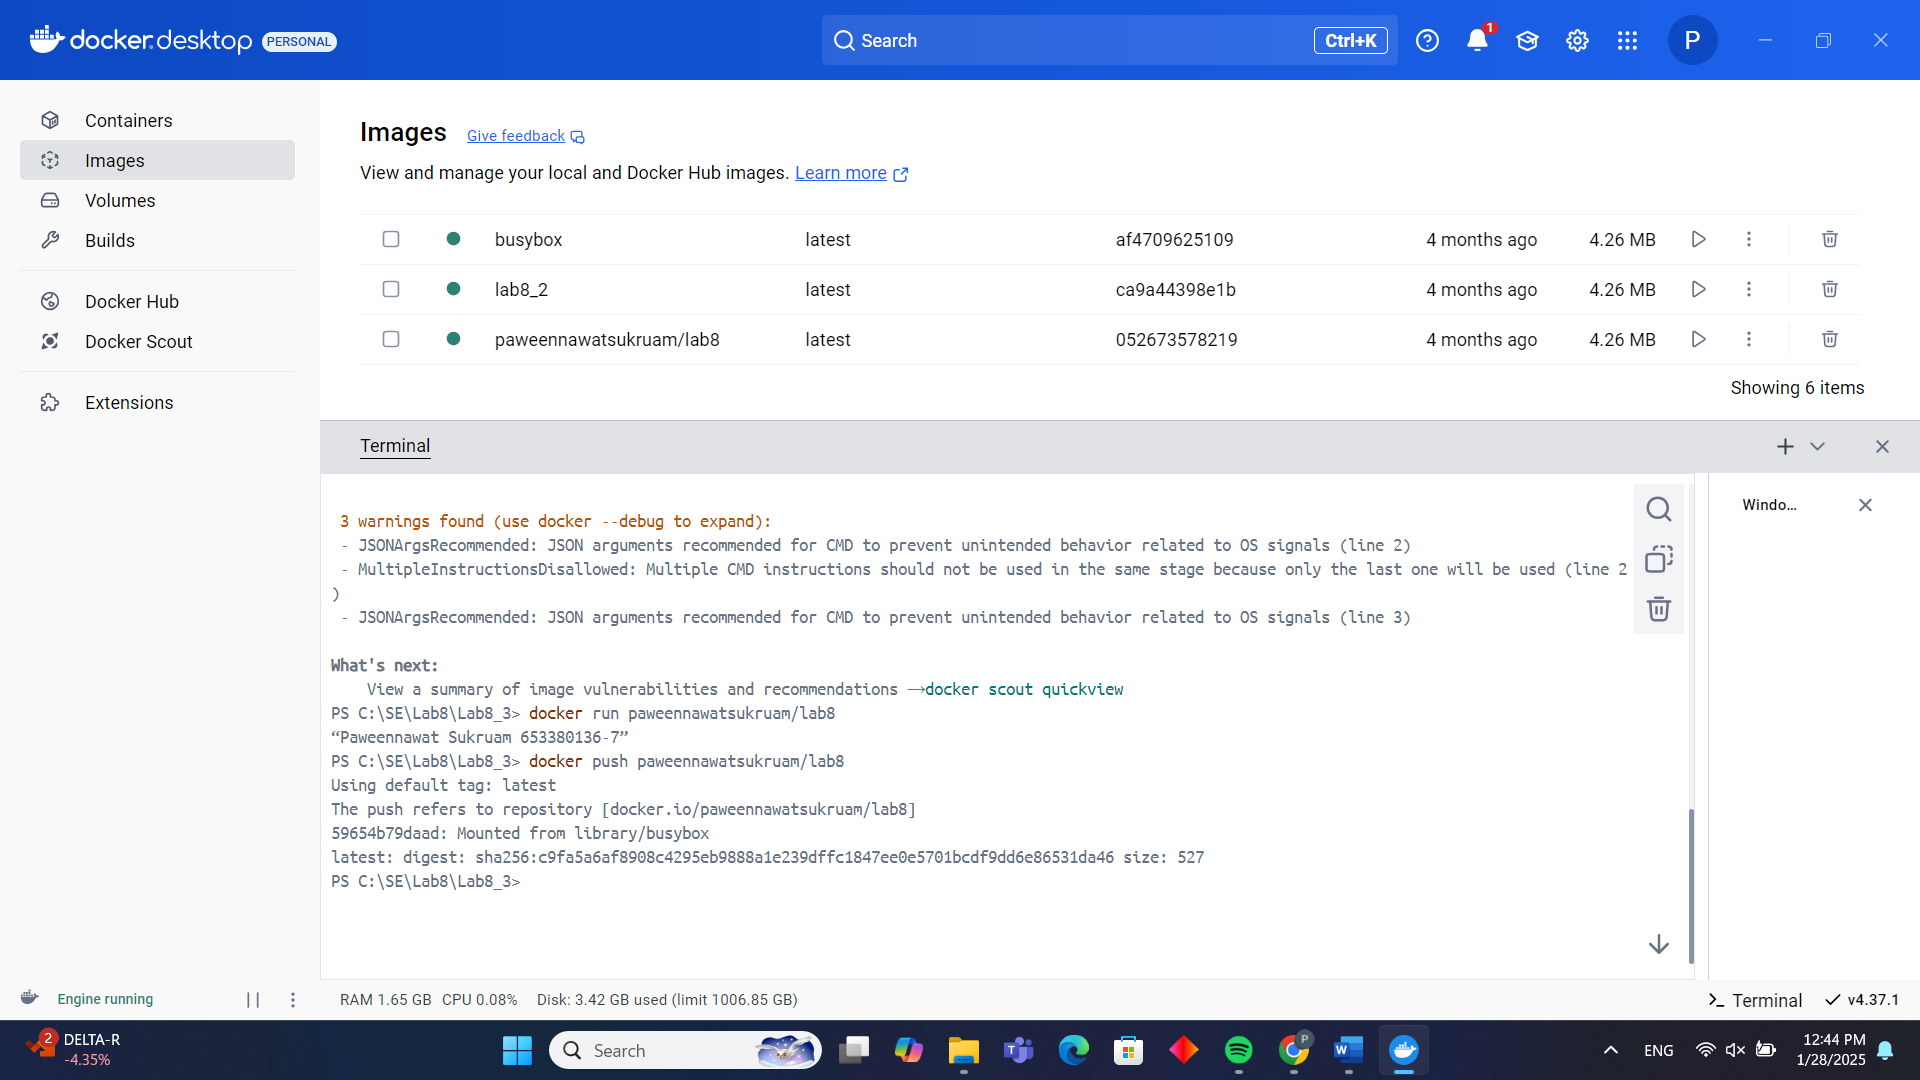 docker.desktop PERSONAL
Search Ctrl+K
1
P
Containers
Images
Volumes
Builds
Docker Hub
Docker Scout
Extensions
Images Give feedback
View and manage your local and Docker Hub images. Learn more
busybox latest af4709625109 4 months ago 4.26 MB
lab8_2 latest ca9a44398e1b 4 months ago 4.26 MB
paweennawatsukruam/lab8 latest 052673578219 4 months ago 4.26 MB
Showing 6 items
Terminal
Windo...
3 warnings found (use docker --debug to expand):
- JSONArgsRecommended: JSON arguments recommended for CMD to prevent unintended behavior related to OS signals (line 2)
- MultipleInstructionsDisallowed: Multiple CMD instructions should not be used in the same stage because only the last one will be used (line 2
)
- JSONArgsRecommended: JSON arguments recommended for CMD to prevent unintended behavior related to OS signals (line 3)
What's next:
View a summary of image vulnerabilities and recommendations →docker scout quickview
PS C:\SE\Lab8\Lab8_3> docker run paweennawatsukruam/lab8
“Paweennawat Sukruam 653380136-7”
PS C:\SE\Lab8\Lab8_3> docker push paweennawatsukruam/lab8
Using default tag: latest
The push refers to repository [docker.io/paweennawatsukruam/lab8]
59654b79daad: Mounted from library/busybox
latest: digest: sha256:c9fa5a6af8908c4295eb9888a1e239dffc1847ee0e5701bcdf9dd6e86531da46 size: 527
PS C:\SE\Lab8\Lab8_3>
Engine running
RAM 1.65 GB CPU 0.08% Disk: 3.42 GB used (limit 1006.85 GB)
Terminal v4.37.1
2
DELTA-R
-4.35%
Search
P
ENG
12:44 PM
1/28/2025